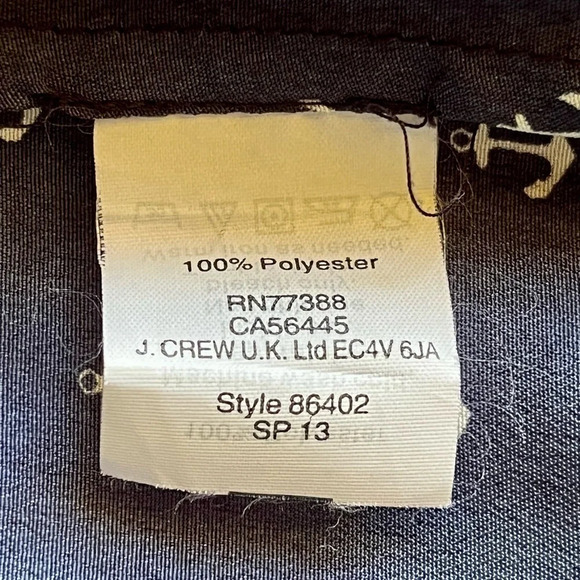 100% Polyester
RN77388
CA56445
J. CREW U.K. Ltd EC4V 6JA
Style 86402
SP 13